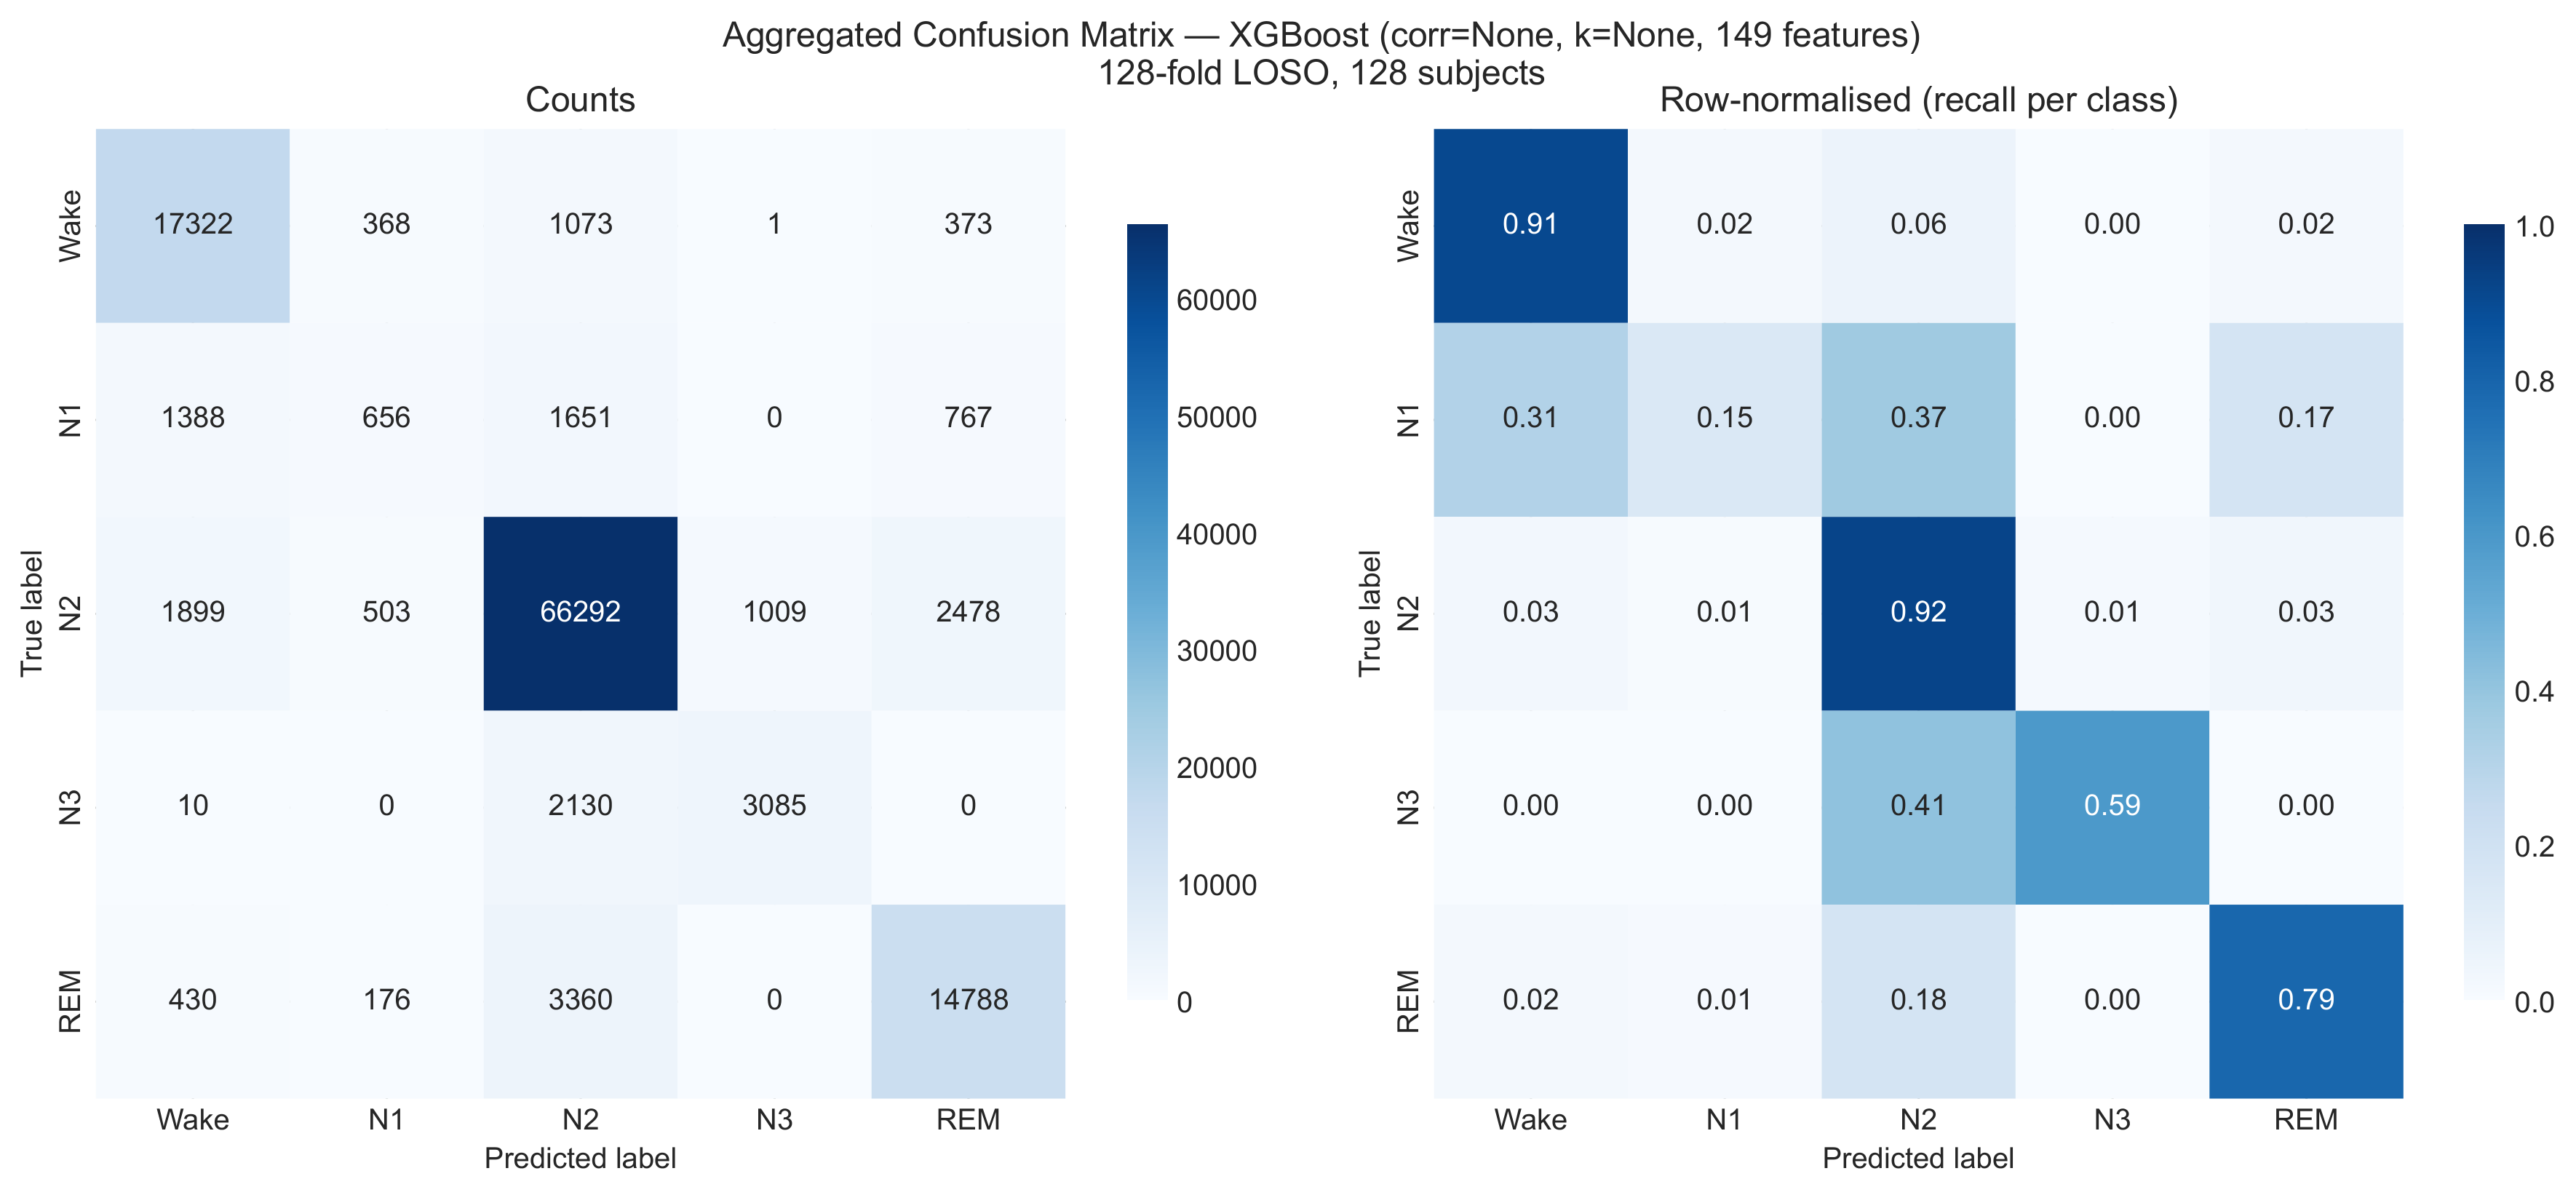 Aggregated Confusion Matrix — XGBoost (corr=None, k=None, 149 features)
128-fold LOSO, 128 subjects
Counts
True label
Wake
17322 368 1073 1 373
N1
1388 656 1651 0 767
N2
1899 503 66292 1009 2478
N3
10 0 2130 3085 0
REM
430 176 3360 0 14788
Wake N1 N2 N3 REM
Predicted label
60000
50000
40000
30000
20000
10000
0
Row-normalised (recall per class)
True label
Wake
0.91 0.02 0.06 0.00 0.02
N1
0.31 0.15 0.37 0.00 0.17
N2
0.03 0.01 0.92 0.01 0.03
N3
0.00 0.00 0.41 0.59 0.00
REM
0.02 0.01 0.18 0.00 0.79
Wake N1 N2 N3 REM
Predicted label
1.0
0.8
0.6
0.4
0.2
0.0